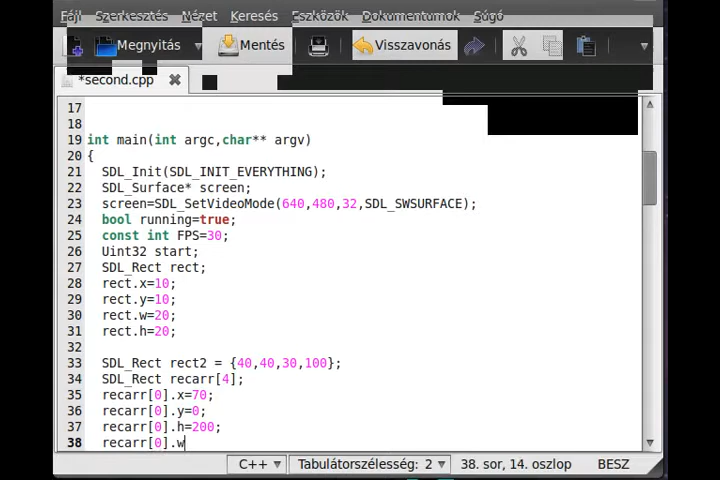 Fájl Szerkesztés Nézet Keresés Eszközök Dokumentumok Súgó
Megnyitás Mentés Visszavonás
*second.cpp
17
18
19 int main(int argc,char** argv)
20 {
21 SDL_Init(SDL_INIT_EVERYTHING);
22 SDL_Surface* screen;
23 screen=SDL_SetVideoMode(640,480,32,SDL_SWSURFACE);
24 bool running=true;
25 const int FPS=30;
26 Uint32 start;
27 SDL_Rect rect;
28 rect.x=10;
29 rect.y=10;
30 rect.w=20;
31 rect.h=20;
32
33 SDL_Rect rect2 = {40,40,30,100};
34 SDL_Rect recarr[4];
35 recarr[0].x=70;
36 recarr[0].y=0;
37 recarr[0].h=200;
38 recarr[0].w
C++ Tabulátorszélesség: 2 38. sor, 14. oszlop BESZ